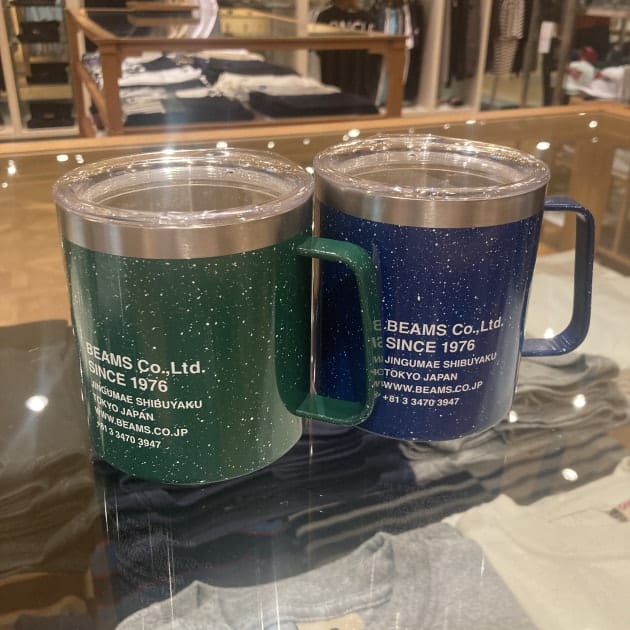 BEAMS Co.,Ltd.
SINCE 1976
JINGUMAE SHIBUYAKU
TOKYO JAPAN
WWW.BEAMS.CO.JP
+81 3 3470 3947
BEAMS Co.,Ltd.
SINCE 1976
JINGUMAE SHIBUYAKU
TOKYO JAPAN
WWW.BEAMS.CO.JP
+81 3 3470 3947